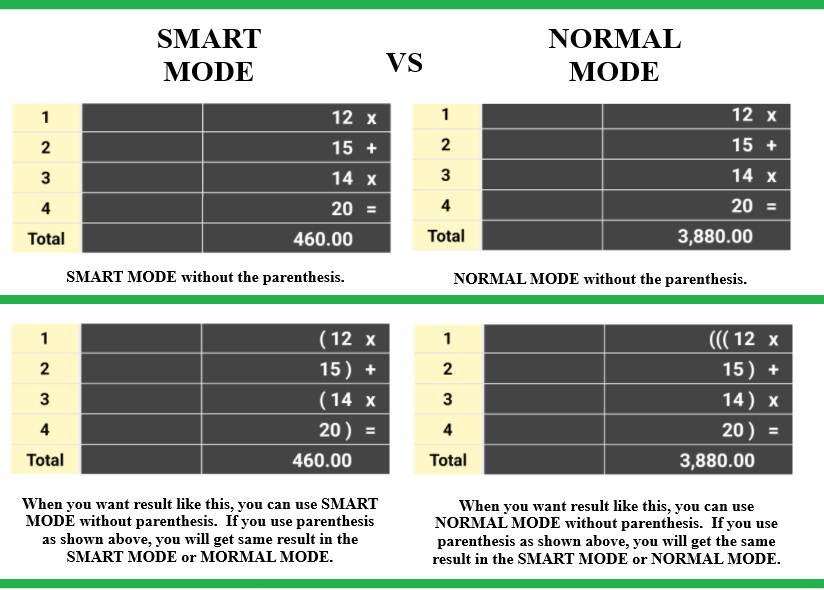 SMART
MODE
VS
NORMAL
MODE
1 12 x
2 15 +
3 14 x
4 20 =
Total 460.00
SMART MODE without the parenthesis.
1 12 x
2 15 +
3 14 x
4 20 =
Total 3,880.00
NORMAL MODE without the parenthesis.
1 ( 12 x
2 15 ) +
3 ( 14 x
4 20 ) =
Total 460.00
When you want result like this, you can use SMART
MODE without parenthesis. If you use parenthesis
as shown above, you will get same result in the
SMART MODE or MORMAL MODE.
1 ((( 12 x
2 15 ) +
3 14 ) x
4 20 ) =
Total 3,880.00
When you want result like this, you can use
NORMAL MODE without parenthesis. If you use
parenthesis as shown above, you will get the same
result in the SMART MODE or NORMAL MODE.